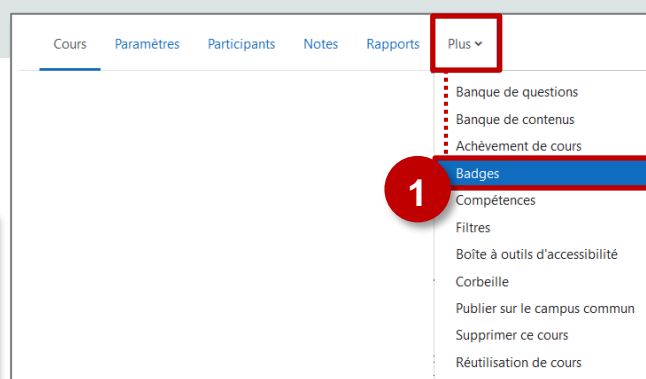 Cours Paramètres Participants Notes Rapports Plus
Banque de questions
Banque de contenus
Achèvement de cours
Badges
1
Compétences
Filtres
Boîte à outils d'accessibilité
Corbeille
Publier sur le campus commun
Supprimer ce cours
Réutilisation de cours